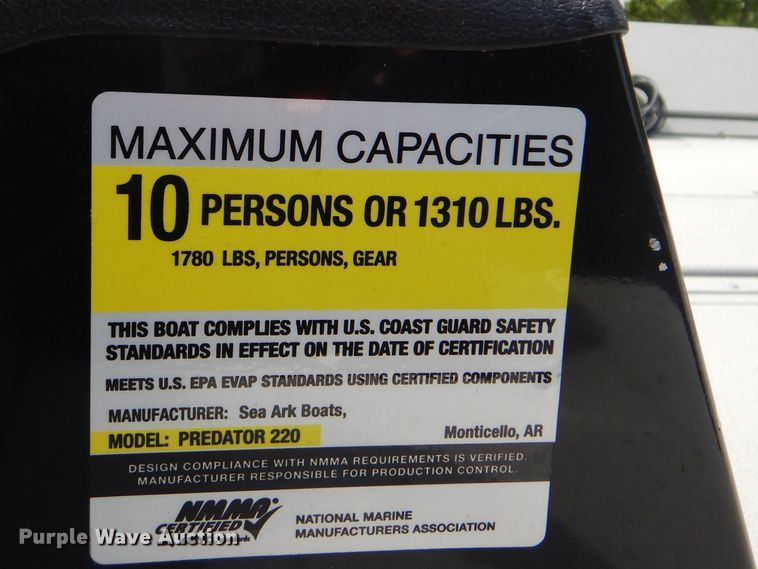 MAXIMUM CAPACITIES
10 PERSONS OR 1310 LBS.
1780 LBS, PERSONS, GEAR
THIS BOAT COMPLIES WITH U.S. COAST GUARD SAFETY
STANDARDS IN EFFECT ON THE DATE OF CERTIFICATION
MEETS U.S. EPA EVAP STANDARDS USING CERTIFIED COMPONENTS
MANUFACTURER: Sea Ark Boats,
MODEL: PREDATOR 220 Monticello, AR
DESIGN COMPLIANCE WITH NMMA REQUIREMENTS IS VERIFIED.
MANUFACTURER RESPONSIBLE FOR PRODUCTION CONTROL.
NMMA
CERTIFIED
NATIONAL MARINE
MANUFACTURERS ASSOCIATION
Purple Wave Auction